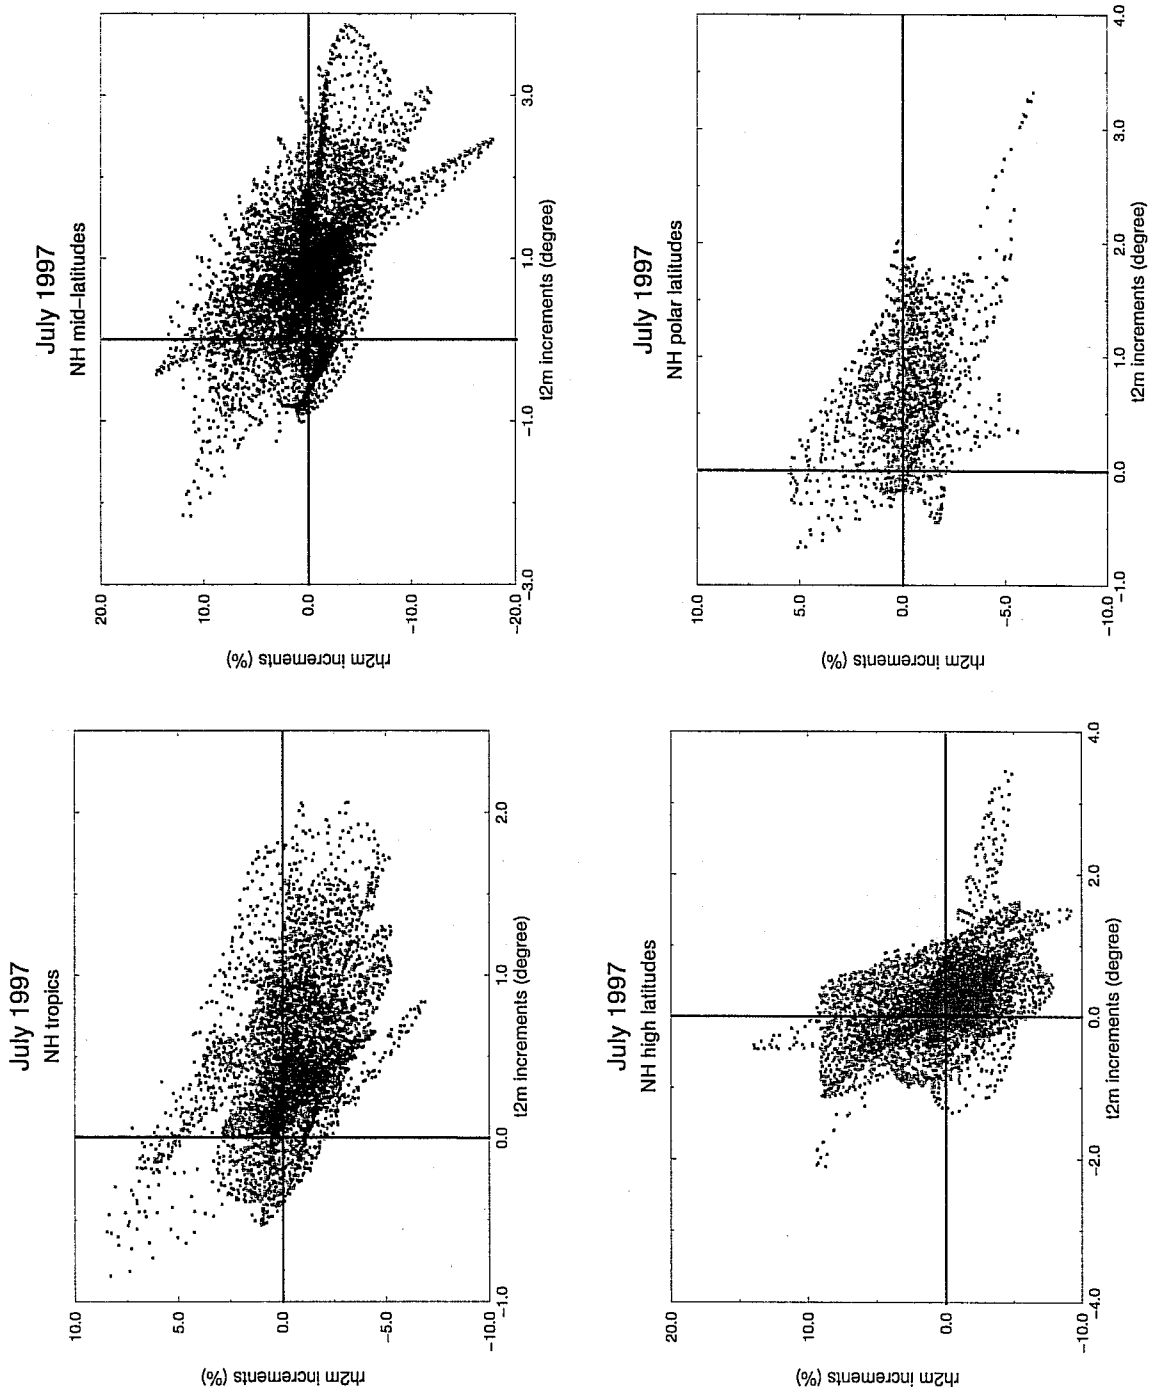 July 1997
NH tropics
rh2m increments (%)
10.0
5.0
0.0
−5.0
−10.0
−1.0 0.0 1.0 2.0
t2m increments (degree)
July 1997
NH mid−latitudes
rh2m increments (%)
20.0
10.0
0.0
−10.0
−20.0
−3.0 −1.0 1.0 3.0
t2m increments (degree)
July 1997
NH high latitudes
rh2m increments (%)
20.0
0.0
−10.0
−4.0 −2.0 0.0 2.0 4.0
t2m increments (degree)
July 1997
NH polar latitudes
rh2m increments (%)
10.0
5.0
0.0
−5.0
−10.0
−1.0 0.0 1.0 2.0 3.0 4.0
t2m increments (degree)